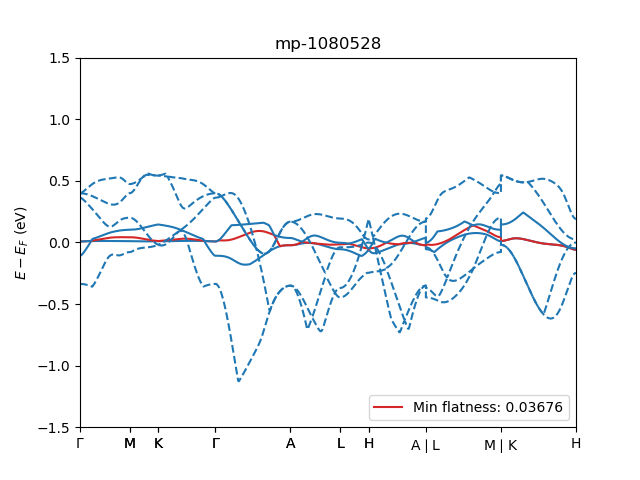 mp-1080528
E − E_F (eV)
1.5
1.0
0.5
0.0
−0.5
−1.0
−1.5
Min flatness: 0.03676
Γ M K Γ A L H A | L M | K H